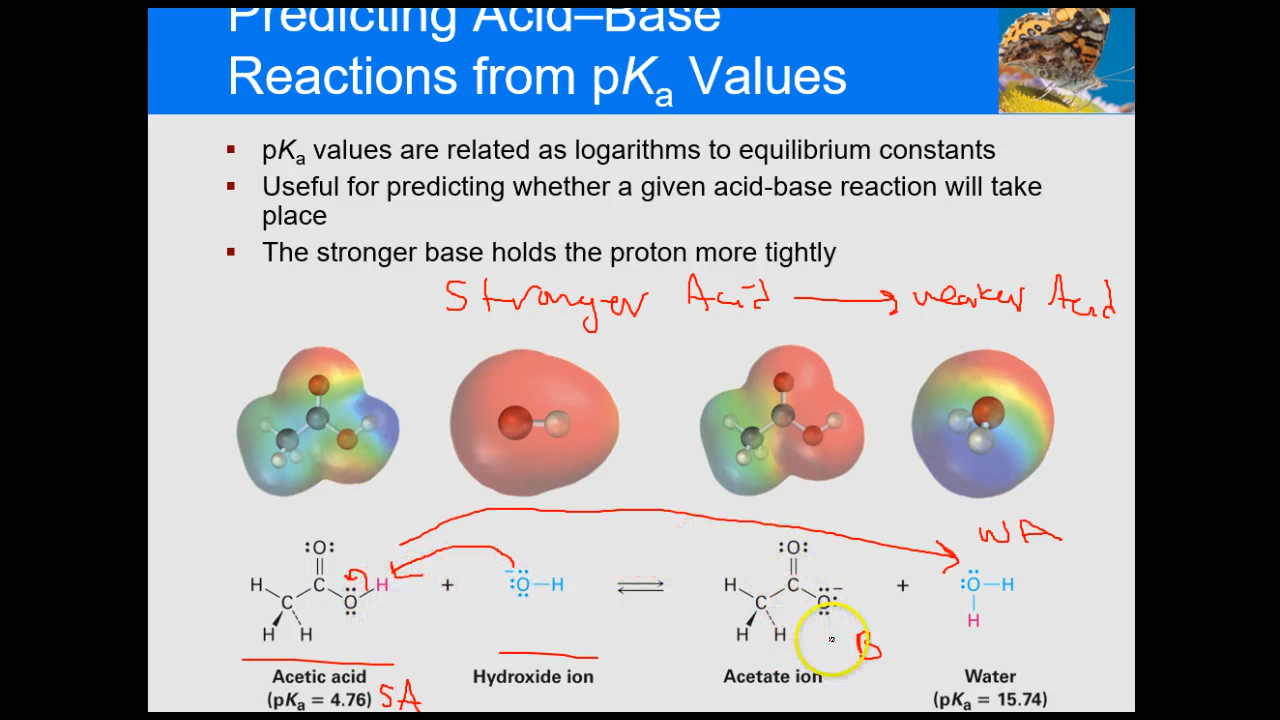 Predicting Acid–Base
Reactions from pKa Values
▪ pKa values are related as logarithms to equilibrium constants
▪ Useful for predicting whether a given acid-base reaction will take
place
▪ The stronger base holds the proton more tightly
Stronger Acid → weaker Acid
WA
:O: :O:
H C O H + −:O—H ⇌ H C O:− + :O—H
C C H
H H H H B
Acetic acid Hydroxide ion Acetate ion Water
(pKa = 4.76) SA (pKa = 15.74)